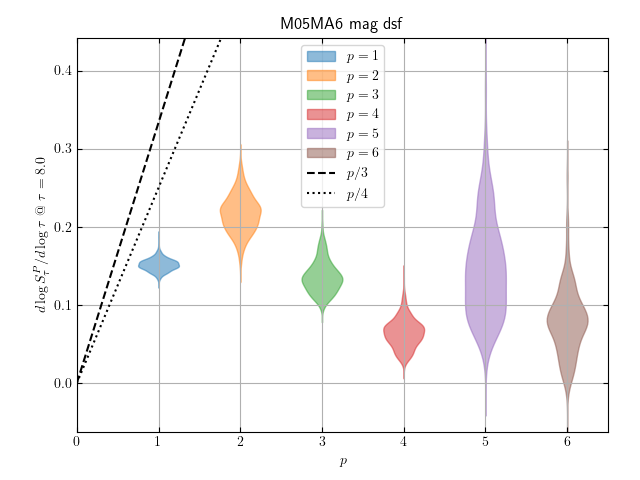 M05MA6 mag dsf
d log S_τ^P / d log τ @ τ = 8.0
0.4
0.3
0.2
0.1
0.0
p = 1
p = 2
p = 3
p = 4
p = 5
p = 6
p/3
p/4
0 1 2 3 4 5 6
p